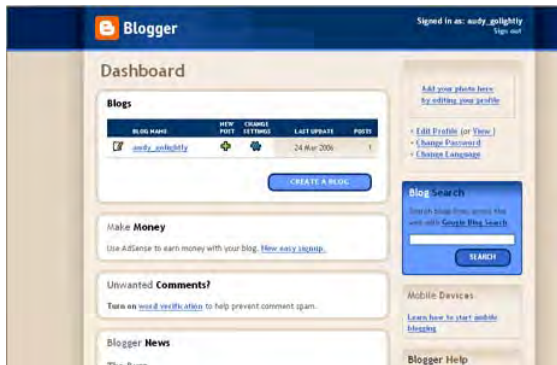 Blogger
Signed in as: audy_golightly
Sign out
Dashboard
Blogs
BLOG NAME NEW POST CHANGE SETTINGS LAST UPDATE POSTS
audy_golightly 24 Mar 2006 1
CREATE A BLOG
Make Money
Use AdSense to earn money with your blog. New easy signup.
Unwanted Comments?
Turn on word verification to help prevent comment spam.
Blogger News
Add your photo here
by editing your profile
Edit Profile (or View )
Change Password
Change Language
Blog Search
Search blogs from across the
web with Google Blog Search.
SEARCH
Mobile Devices
Learn how to start mobile
blogging
Blogger Help